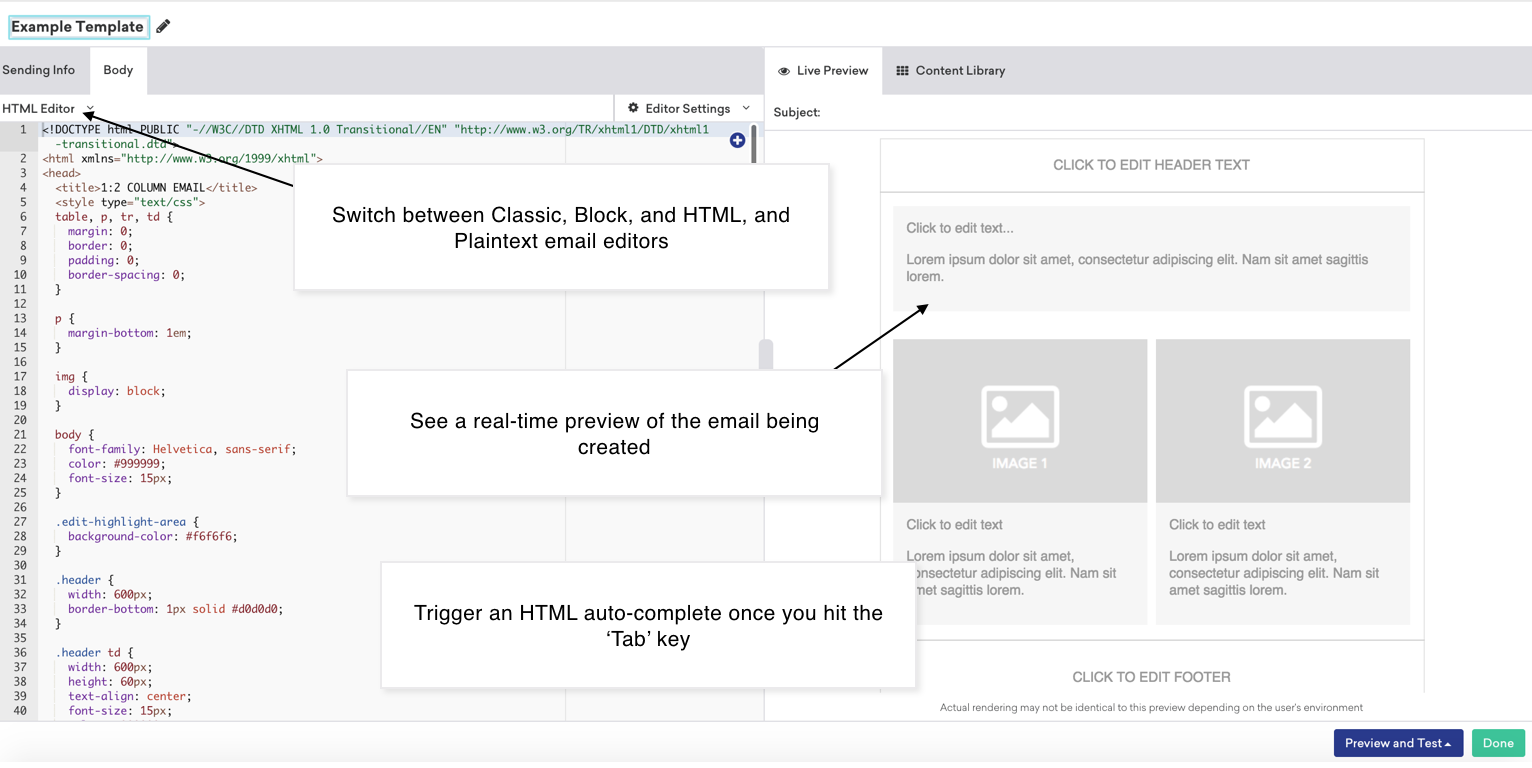 Example Template
Sending Info
Body
Live Preview
Content Library
HTML Editor
Editor Settings
Subject:
1 <!DOCTYPE html PUBLIC "-//W3C//DTD XHTML 1.0 Transitional//EN" "http://www.w3.org/TR/xhtml1/DTD/xhtml1
-transitional.dtd">
2 <html xmlns="http://www.w3.org/1999/xhtml">
3 <head>
4 <title>1:2 COLUMN EMAIL</title>
5 <style type="text/css">
6 table, p, tr, td {
7 margin: 0;
8 border: 0;
9 padding: 0;
10 border-spacing: 0;
11 }
12
13 p {
14 margin-bottom: 1em;
15 }
16
17 img {
18 display: block;
19 }
20
21 body {
22 font-family: Helvetica, sans-serif;
23 color: #999999;
24 font-size: 15px;
25 }
26
27 .edit-highlight-area {
28 background-color: #f6f6f6;
29 }
30
31 .header {
32 width: 600px;
33 border-bottom: 1px solid #d0d0d0;
34 }
35
36 .header td {
37 width: 600px;
38 height: 60px;
39 text-align: center;
40 font-size: 15px;
Switch between Classic, Block, and HTML, and
Plaintext email editors
See a real-time preview of the email being
created
Trigger an HTML auto-complete once you hit the
‘Tab’ key
CLICK TO EDIT HEADER TEXT
Click to edit text...
Lorem ipsum dolor sit amet, consectetur adipiscing elit. Nam sit amet sagittis
lorem.
IMAGE 1
IMAGE 2
Click to edit text
Lorem ipsum dolor sit amet,
consectetur adipiscing elit. Nam sit
amet sagittis lorem.
Click to edit text
Lorem ipsum dolor sit amet,
consectetur adipiscing elit. Nam sit
amet sagittis lorem.
CLICK TO EDIT FOOTER
Actual rendering may not be identical to this preview depending on the user's environment
Preview and Test
Done